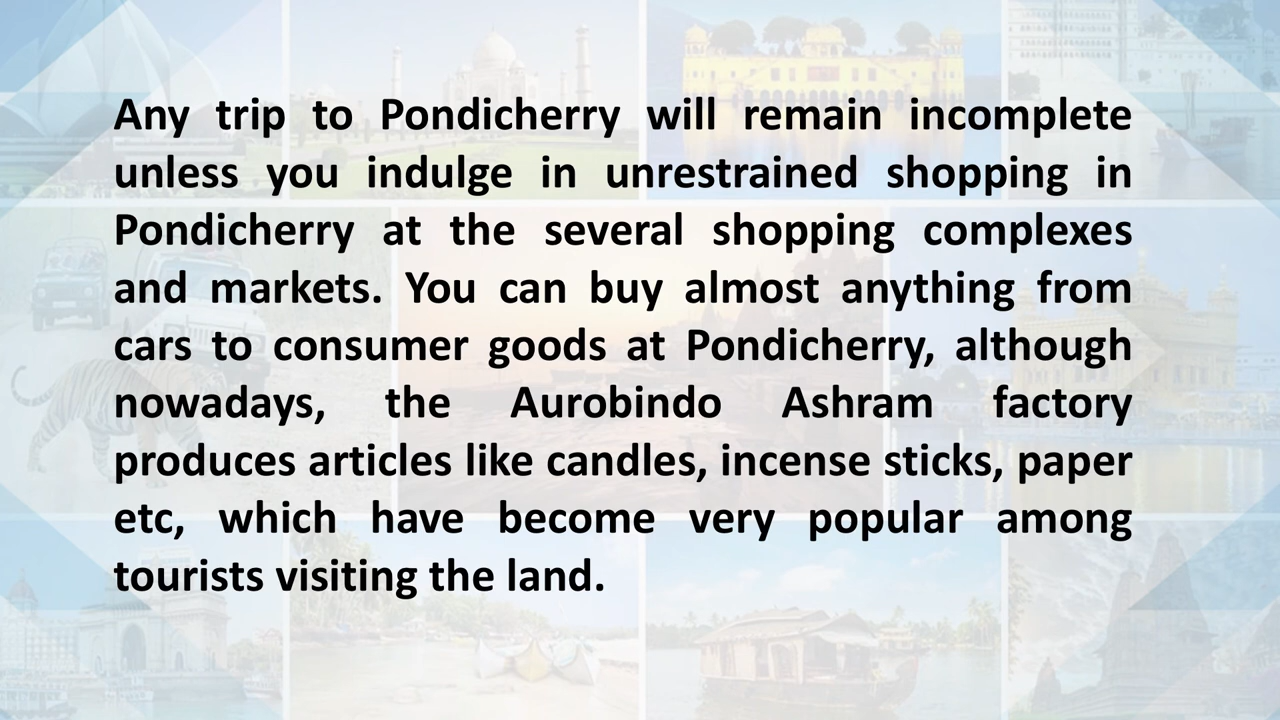 Any trip to Pondicherry will remain incomplete
unless you indulge in unrestrained shopping in
Pondicherry at the several shopping complexes
and markets. You can buy almost anything from
cars to consumer goods at Pondicherry, although
nowadays, the Aurobindo Ashram factory
produces articles like candles, incense sticks, paper
etc, which have become very popular among
tourists visiting the land.